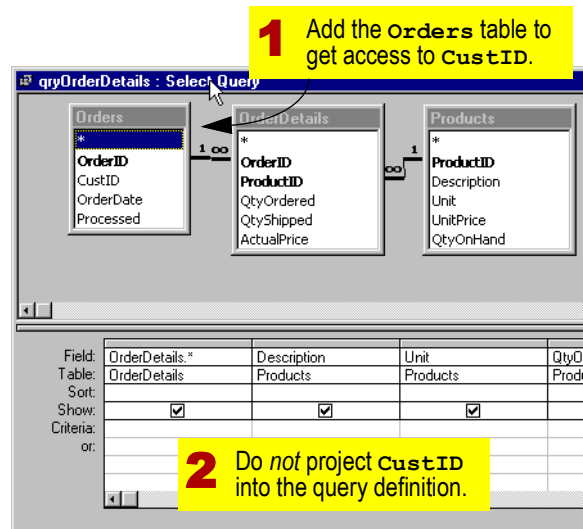 1 Add the Orders table to
get access to CustID.
qryOrderDetails : Select Query
Orders
*
OrderID
CustID
OrderDate
Processed
1 ∞
OrderDetails
*
OrderID
ProductID
QtyOrdered
QtyShipped
ActualPrice
∞ 1
Products
*
ProductID
Description
Unit
UnitPrice
QtyOnHand
Field: OrderDetails.* Description Unit QtyO
Table: OrderDetails Products Products Produ
Sort:
Show:
Criteria:
or:
2 Do not project CustID
into the query definition.